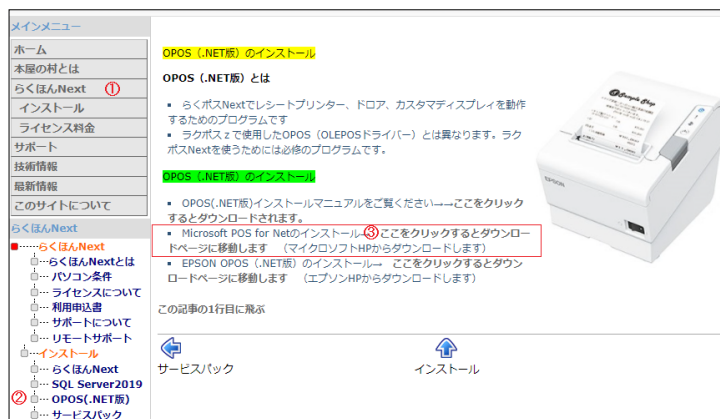 メインメニュー
ホーム
本屋の村とは
らくほんNext ①
インストール
ライセンス料金
サポート
技術情報
最新情報
このサイトについて
らくほんNext
らくほんNext
らくほんNextとは
パソコン条件
ライセンスについて
利用申込書
サポートについて
リモートサポート
インストール
らくほんNext
SQL Server2019
② OPOS(.NET版)
サービスパック
OPOS（.NET版）のインストール
OPOS（.NET版）とは
▪ らくポスNextでレシートプリンター、ドロア、カスタマディスプレィを動作
するためのプログラムです
▪ ラクポスｚで使用したOPOS（OLEPOSドライバー）とは異なります。ラク
ポスNextを使うためには必修のプログラムです。
OPOS（.NET版）のインストール
▪ OPOS(.NET版)インストールマニュアルをご覧ください→→ここをクリック
するとダウンロードされます。
▪ Microsoft POS for Netのインストール③ここをクリックするとダウンロー
ドページに移動します （マイクロソフトHPからダウンロードします）
▪ EPSON OPOS（.NET版）のインストール→ ここをクリックするとダウン
ロードページに移動します （エプソンHPからダウンロードします）
この記事の1行目に飛ぶ
サービスパック
インストール
Sample Shop
EPSON